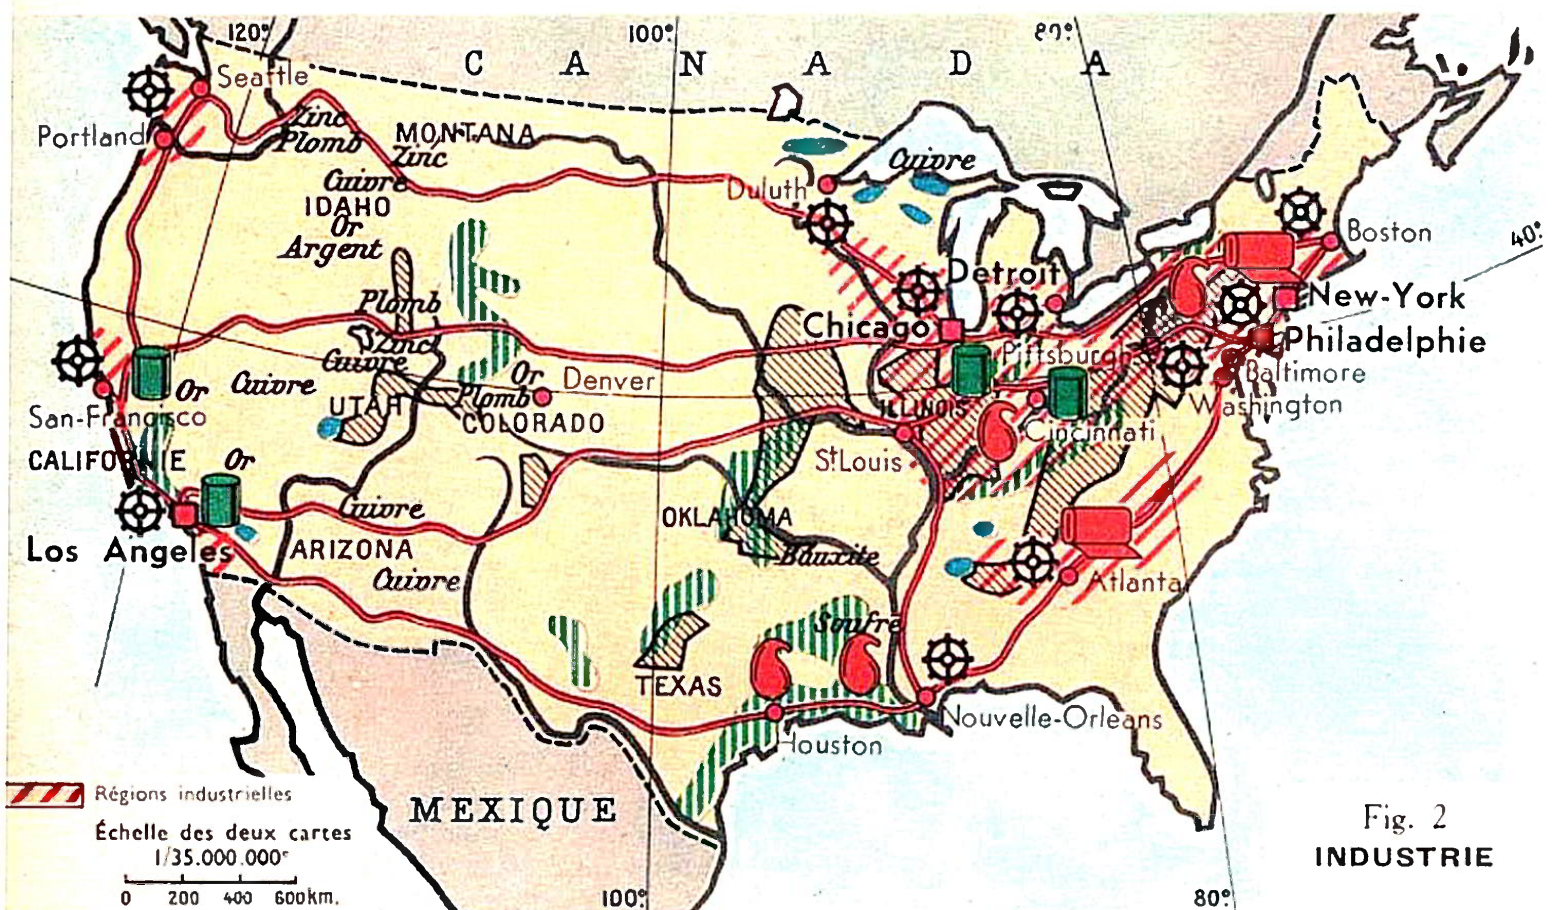 120°
100°
80°
C A N A D A
Seattle
Portland
Zinc
Plomb
MONTANA
Zinc
Cuivre
IDAHO
Or
Argent
Cuivre
Duluth
Boston
40°
Detroit
New-York
Plomb
Zinc
Cuivre
Chicago
Pittsburgh
Philadelphie
Baltimore
Washington
Or
Cuivre
Or
Plomb
Denver
UTAH
COLORADO
ILLINOIS
Cincinnati
San-Francisco
CALIFORNIE
Or
St Louis
Cuivre
OKLAHOMA
Los Angeles
ARIZONA
Cuivre
Bauxite
Atlanta
Soufre
TEXAS
Nouvelle-Orléans
Houston
MEXIQUE
Régions industrielles
Échelle des deux cartes
1/35.000.000e
0 200 400 600km.
100°
80°
Fig. 2
INDUSTRIE